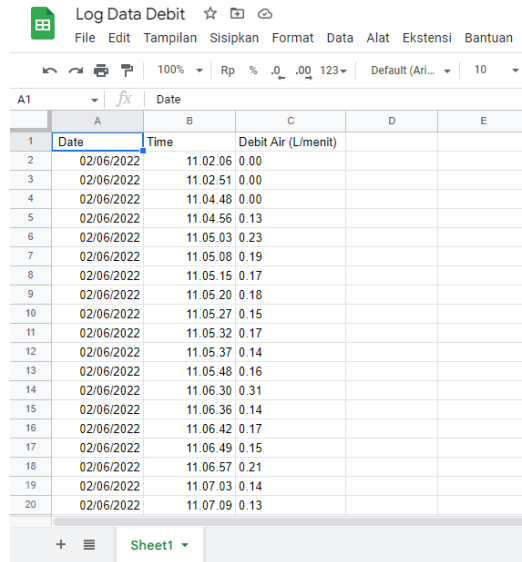 Log Data Debit
File Edit Tampilan Sisipkan Format Data Alat Ekstensi Bantuan
100% Rp % .0 .00 123 Default (Ari... 10
A1 fx Date
A B C D E
1 Date Time Debit Air (L/menit)
2 02/06/2022 11.02.06 0.00
3 02/06/2022 11.02.51 0.00
4 02/06/2022 11.04.48 0.00
5 02/06/2022 11.04.56 0.13
6 02/06/2022 11.05.03 0.23
7 02/06/2022 11.05.08 0.19
8 02/06/2022 11.05.15 0.17
9 02/06/2022 11.05.20 0.18
10 02/06/2022 11.05.27 0.15
11 02/06/2022 11.05.32 0.17
12 02/06/2022 11.05.37 0.14
13 02/06/2022 11.05.48 0.16
14 02/06/2022 11.06.30 0.31
15 02/06/2022 11.06.36 0.14
16 02/06/2022 11.06.42 0.17
17 02/06/2022 11.06.49 0.15
18 02/06/2022 11.06.57 0.21
19 02/06/2022 11.07.03 0.14
20 02/06/2022 11.07.09 0.13
Sheet1